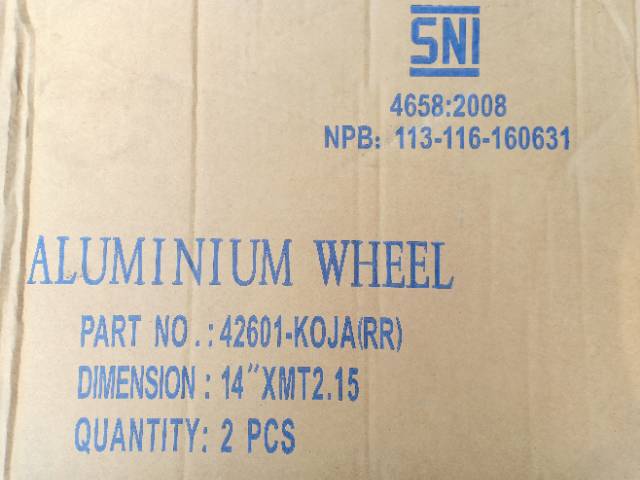 SNI
4658:2008
NPB: 113-116-160631
ALUMINIUM WHEEL
PART NO.: 42601-KOJA(RR)
DIMENSION : 14"XMT2.15
QUANTITY: 2 PCS